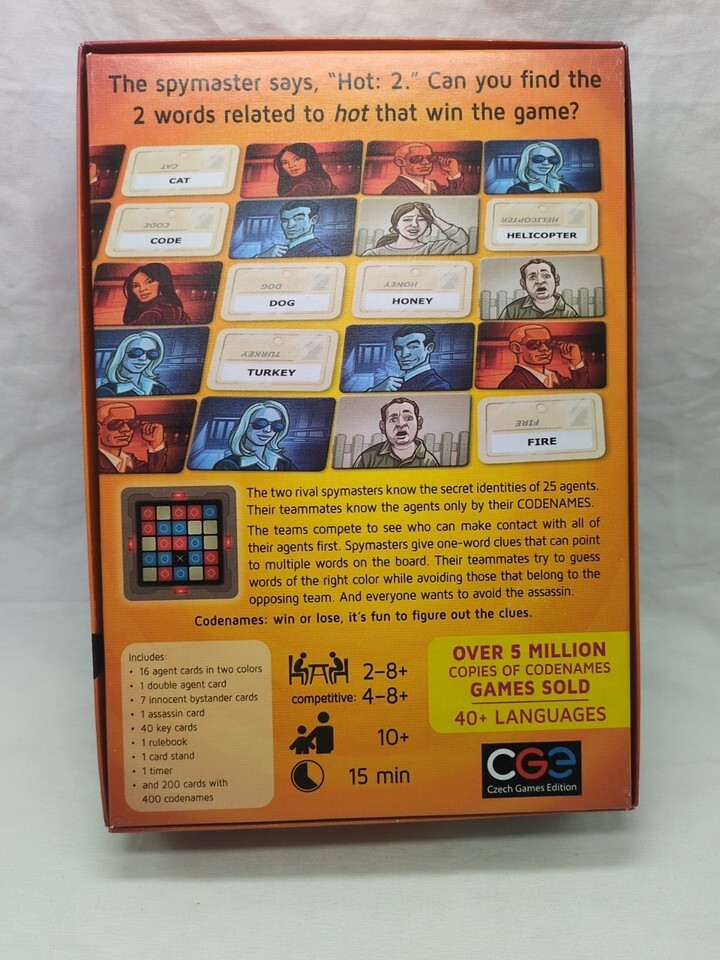 The spymaster says, "Hot: 2." Can you find the
2 words related to hot that win the game?
CAT
CAT
CODE
CODE
HELICOPTER
HELICOPTER
DOG
DOG
HONEY
HONEY
TURKEY
TURKEY
FIRE
FIRE
The two rival spymasters know the secret identities of 25 agents.
Their teammates know the agents only by their CODENAMES.
The teams compete to see who can make contact with all of
their agents first. Spymasters give one-word clues that can point
to multiple words on the board. Their teammates try to guess
words of the right color while avoiding those that belong to the
opposing team. And everyone wants to avoid the assassin.
Codenames: win or lose, it's fun to figure out the clues.
Includes:
• 16 agent cards in two colors
• 1 double agent card
• 7 innocent bystander cards
• 1 assassin card
• 40 key cards
• 1 rulebook
• 1 card stand
• 1 timer
• and 200 cards with
400 codenames
2–8+
competitive: 4–8+
10+
15 min
OVER 5 MILLION
COPIES OF CODENAMES
GAMES SOLD
40+ LANGUAGES
CGE
Czech Games Edition